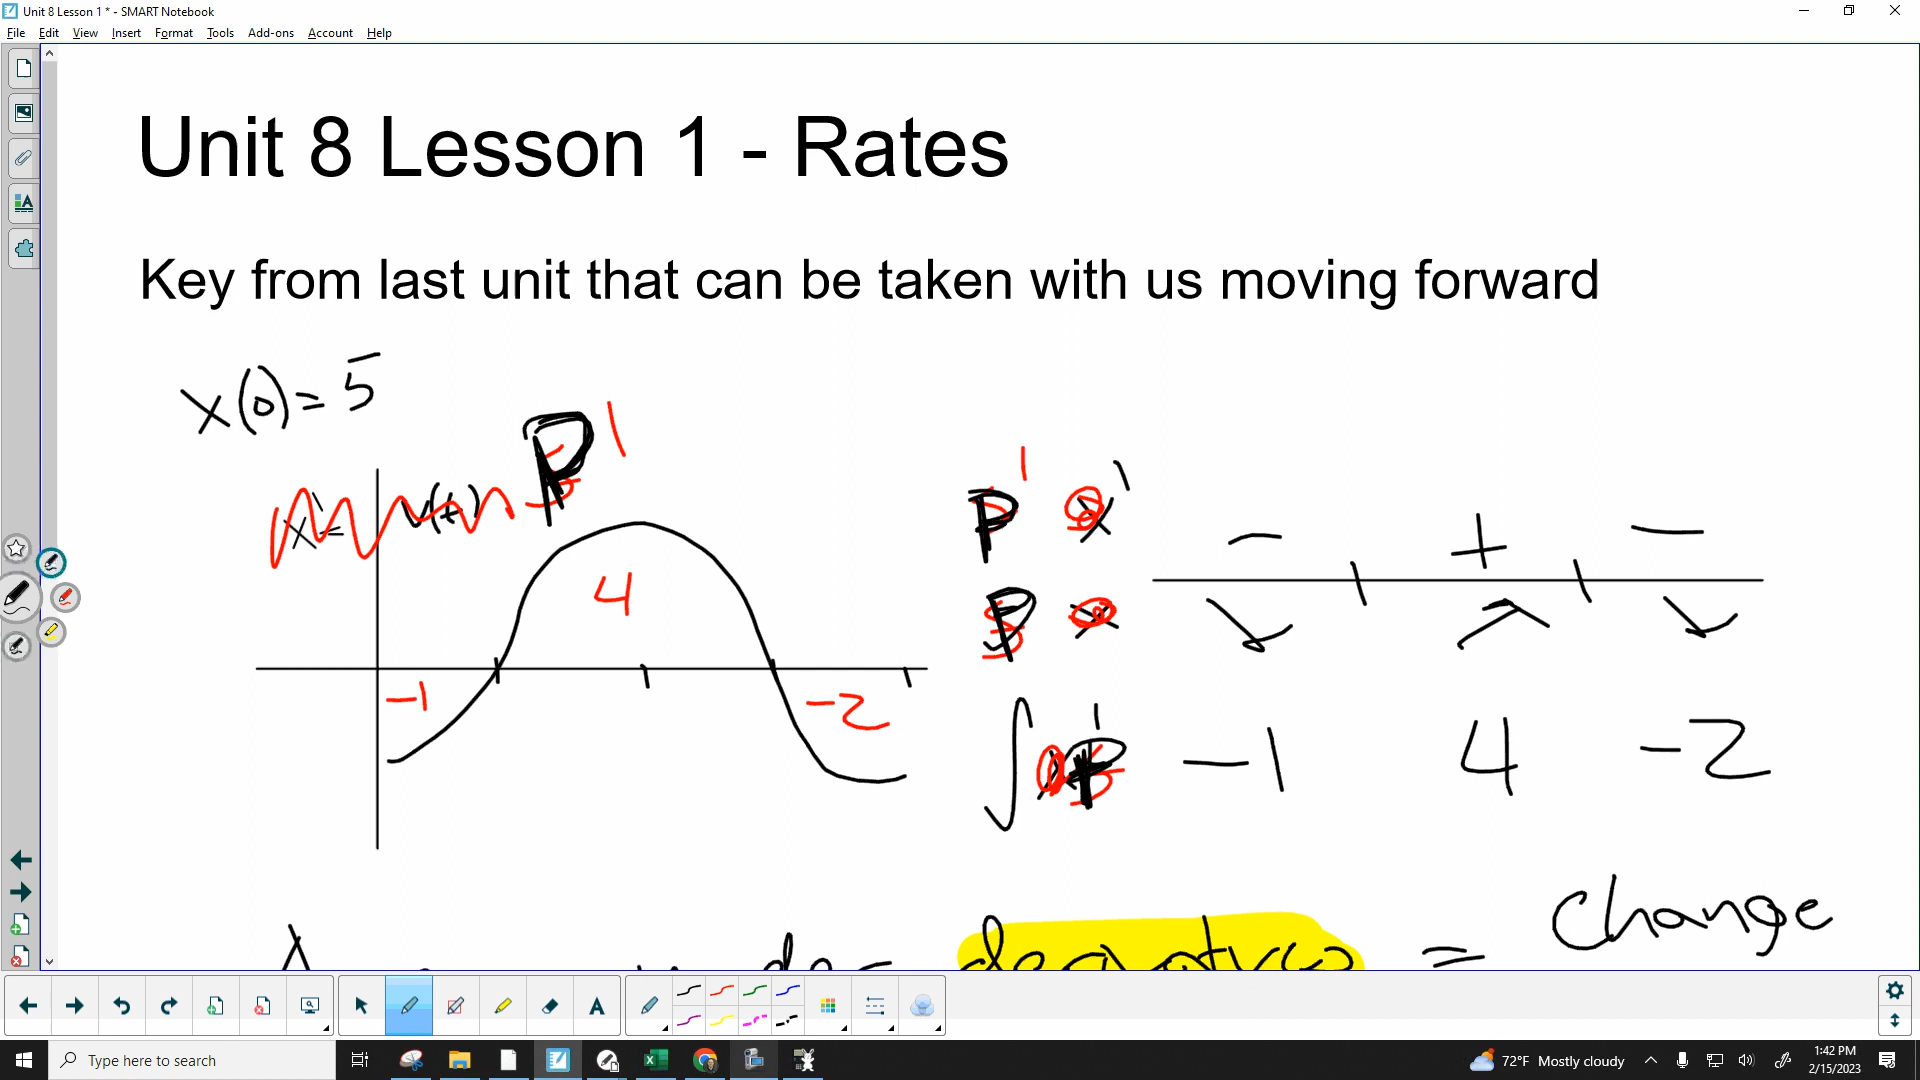 Unit 8 Lesson 1 * - SMART Notebook
File Edit View Insert Format Tools Add-ons Account Help
Unit 8 Lesson 1 - Rates
Key from last unit that can be taken with us moving forward
x(0) = 5
x' = v(t) P'
4
-1
-2
P' x' - + -
P
∫ P' -1 4 -2
derivative = change
Type here to search
72°F Mostly cloudy
1:42 PM
2/15/2023